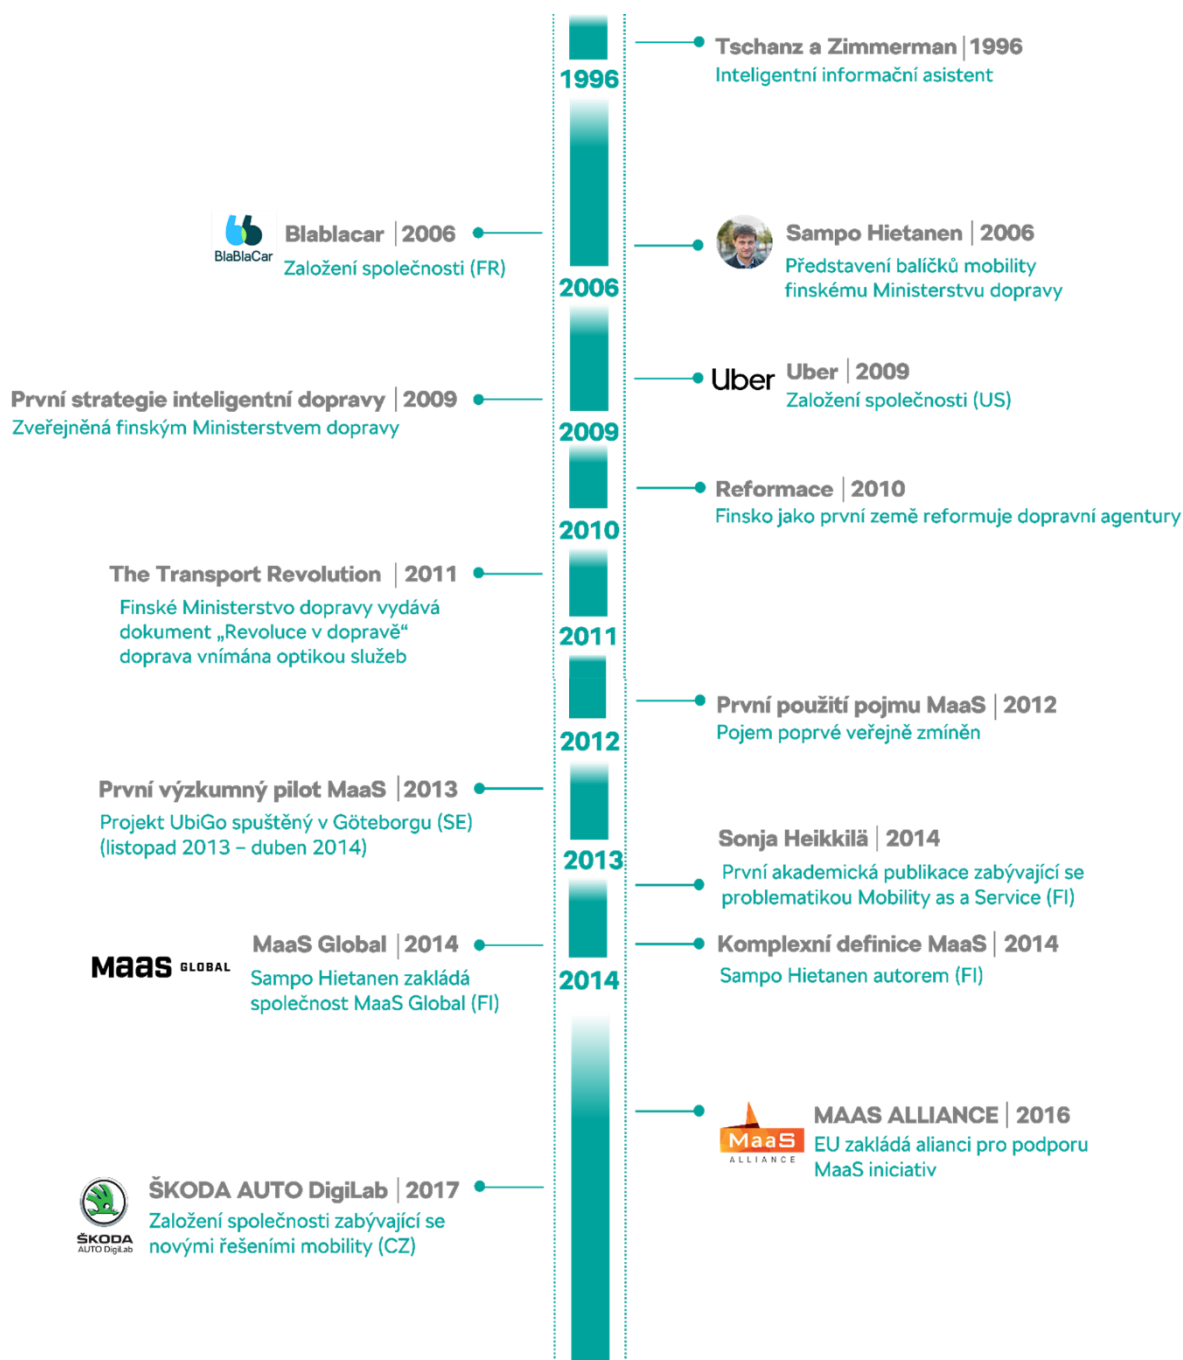 Tschanz a Zimmerman | 1996
Inteligentní informační asistent
1996
BlaBlaCar
Blablacar | 2006
Založení společnosti (FR)
Sampo Hietanen | 2006
Představení balíčků mobility
finskému Ministerstvu dopravy
2006
Uber
Uber | 2009
Založení společnosti (US)
První strategie inteligentní dopravy | 2009
Zveřejněná finským Ministerstvem dopravy
2009
Reformace | 2010
Finsko jako první země reformuje dopravní agentury
2010
The Transport Revolution | 2011
Finské Ministerstvo dopravy vydává
dokument „Revoluce v dopravě“
doprava vnímána optikou služeb
2011
První použití pojmu MaaS | 2012
Pojem poprvé veřejně zmíněn
2012
První výzkumný pilot MaaS | 2013
Projekt UbiGo spuštěný v Göteborgu (SE)
(listopad 2013 – duben 2014)
2013
Sonja Heikkilä | 2014
První akademická publikace zabývající se
problematikou Mobility as a Service (FI)
MaaS GLOBAL
MaaS Global | 2014
Sampo Hietanen zakládá
společnost MaaS Global (FI)
Komplexní definice MaaS | 2014
Sampo Hietanen autorem (FI)
2014
MaaS
ALLIANCE
MAAS ALLIANCE | 2016
EU zakládá alianci pro podporu
MaaS iniciativ
ŠKODA
AUTO DigiLab
ŠKODA AUTO DigiLab | 2017
Založení společnosti zabývající se
novými řešeními mobility (CZ)